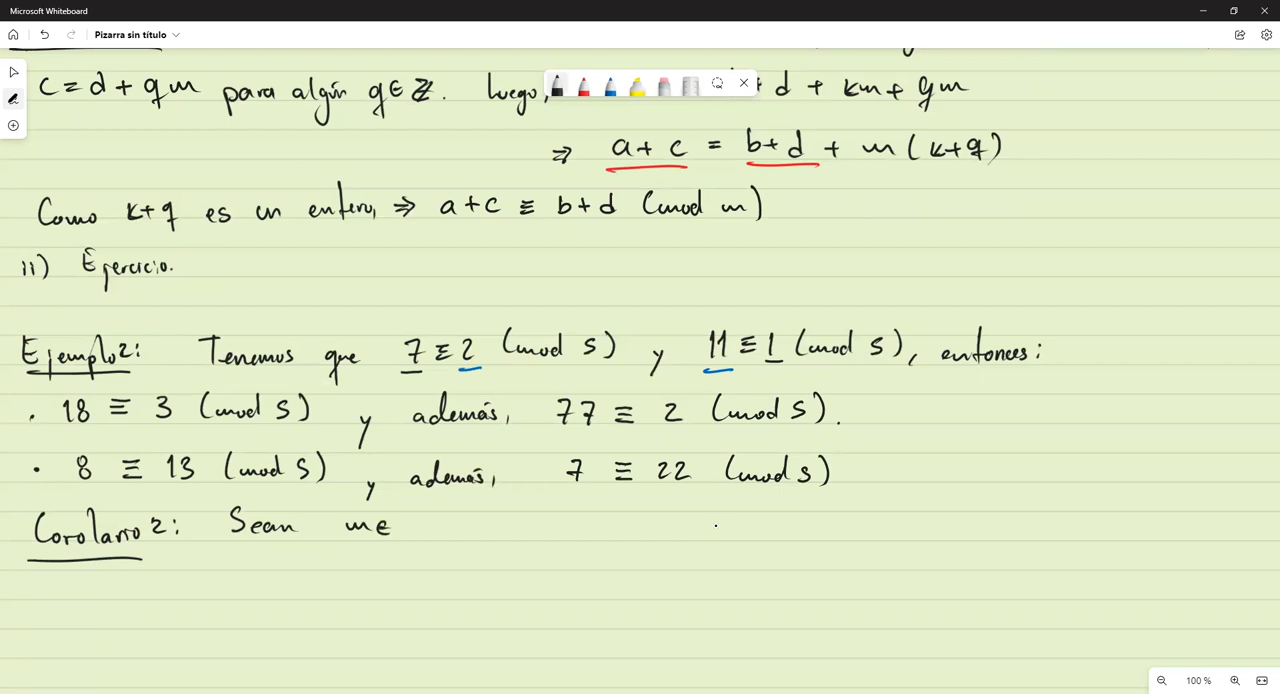 Microsoft Whiteboard
Pizarra sin título
c = d + qm para algún q ∈ ℤ. Luego, + d + km + qm
⇒ a + c = b + d + m (k+q)
Como k+q es un entero, ⇒ a+c ≡ b+d (mod m)
ii) Ejercicio.
Ejemplo 2: Tenemos que 7 ≡ 2 (mod 5) y 11 ≡ 1 (mod 5), entonces:
· 18 ≡ 3 (mod 5) y además, 77 ≡ 2 (mod 5).
· 8 ≡ 13 (mod 5) y además, 7 ≡ 22 (mod 5)
Corolario 2: Sean m ∈
100 %